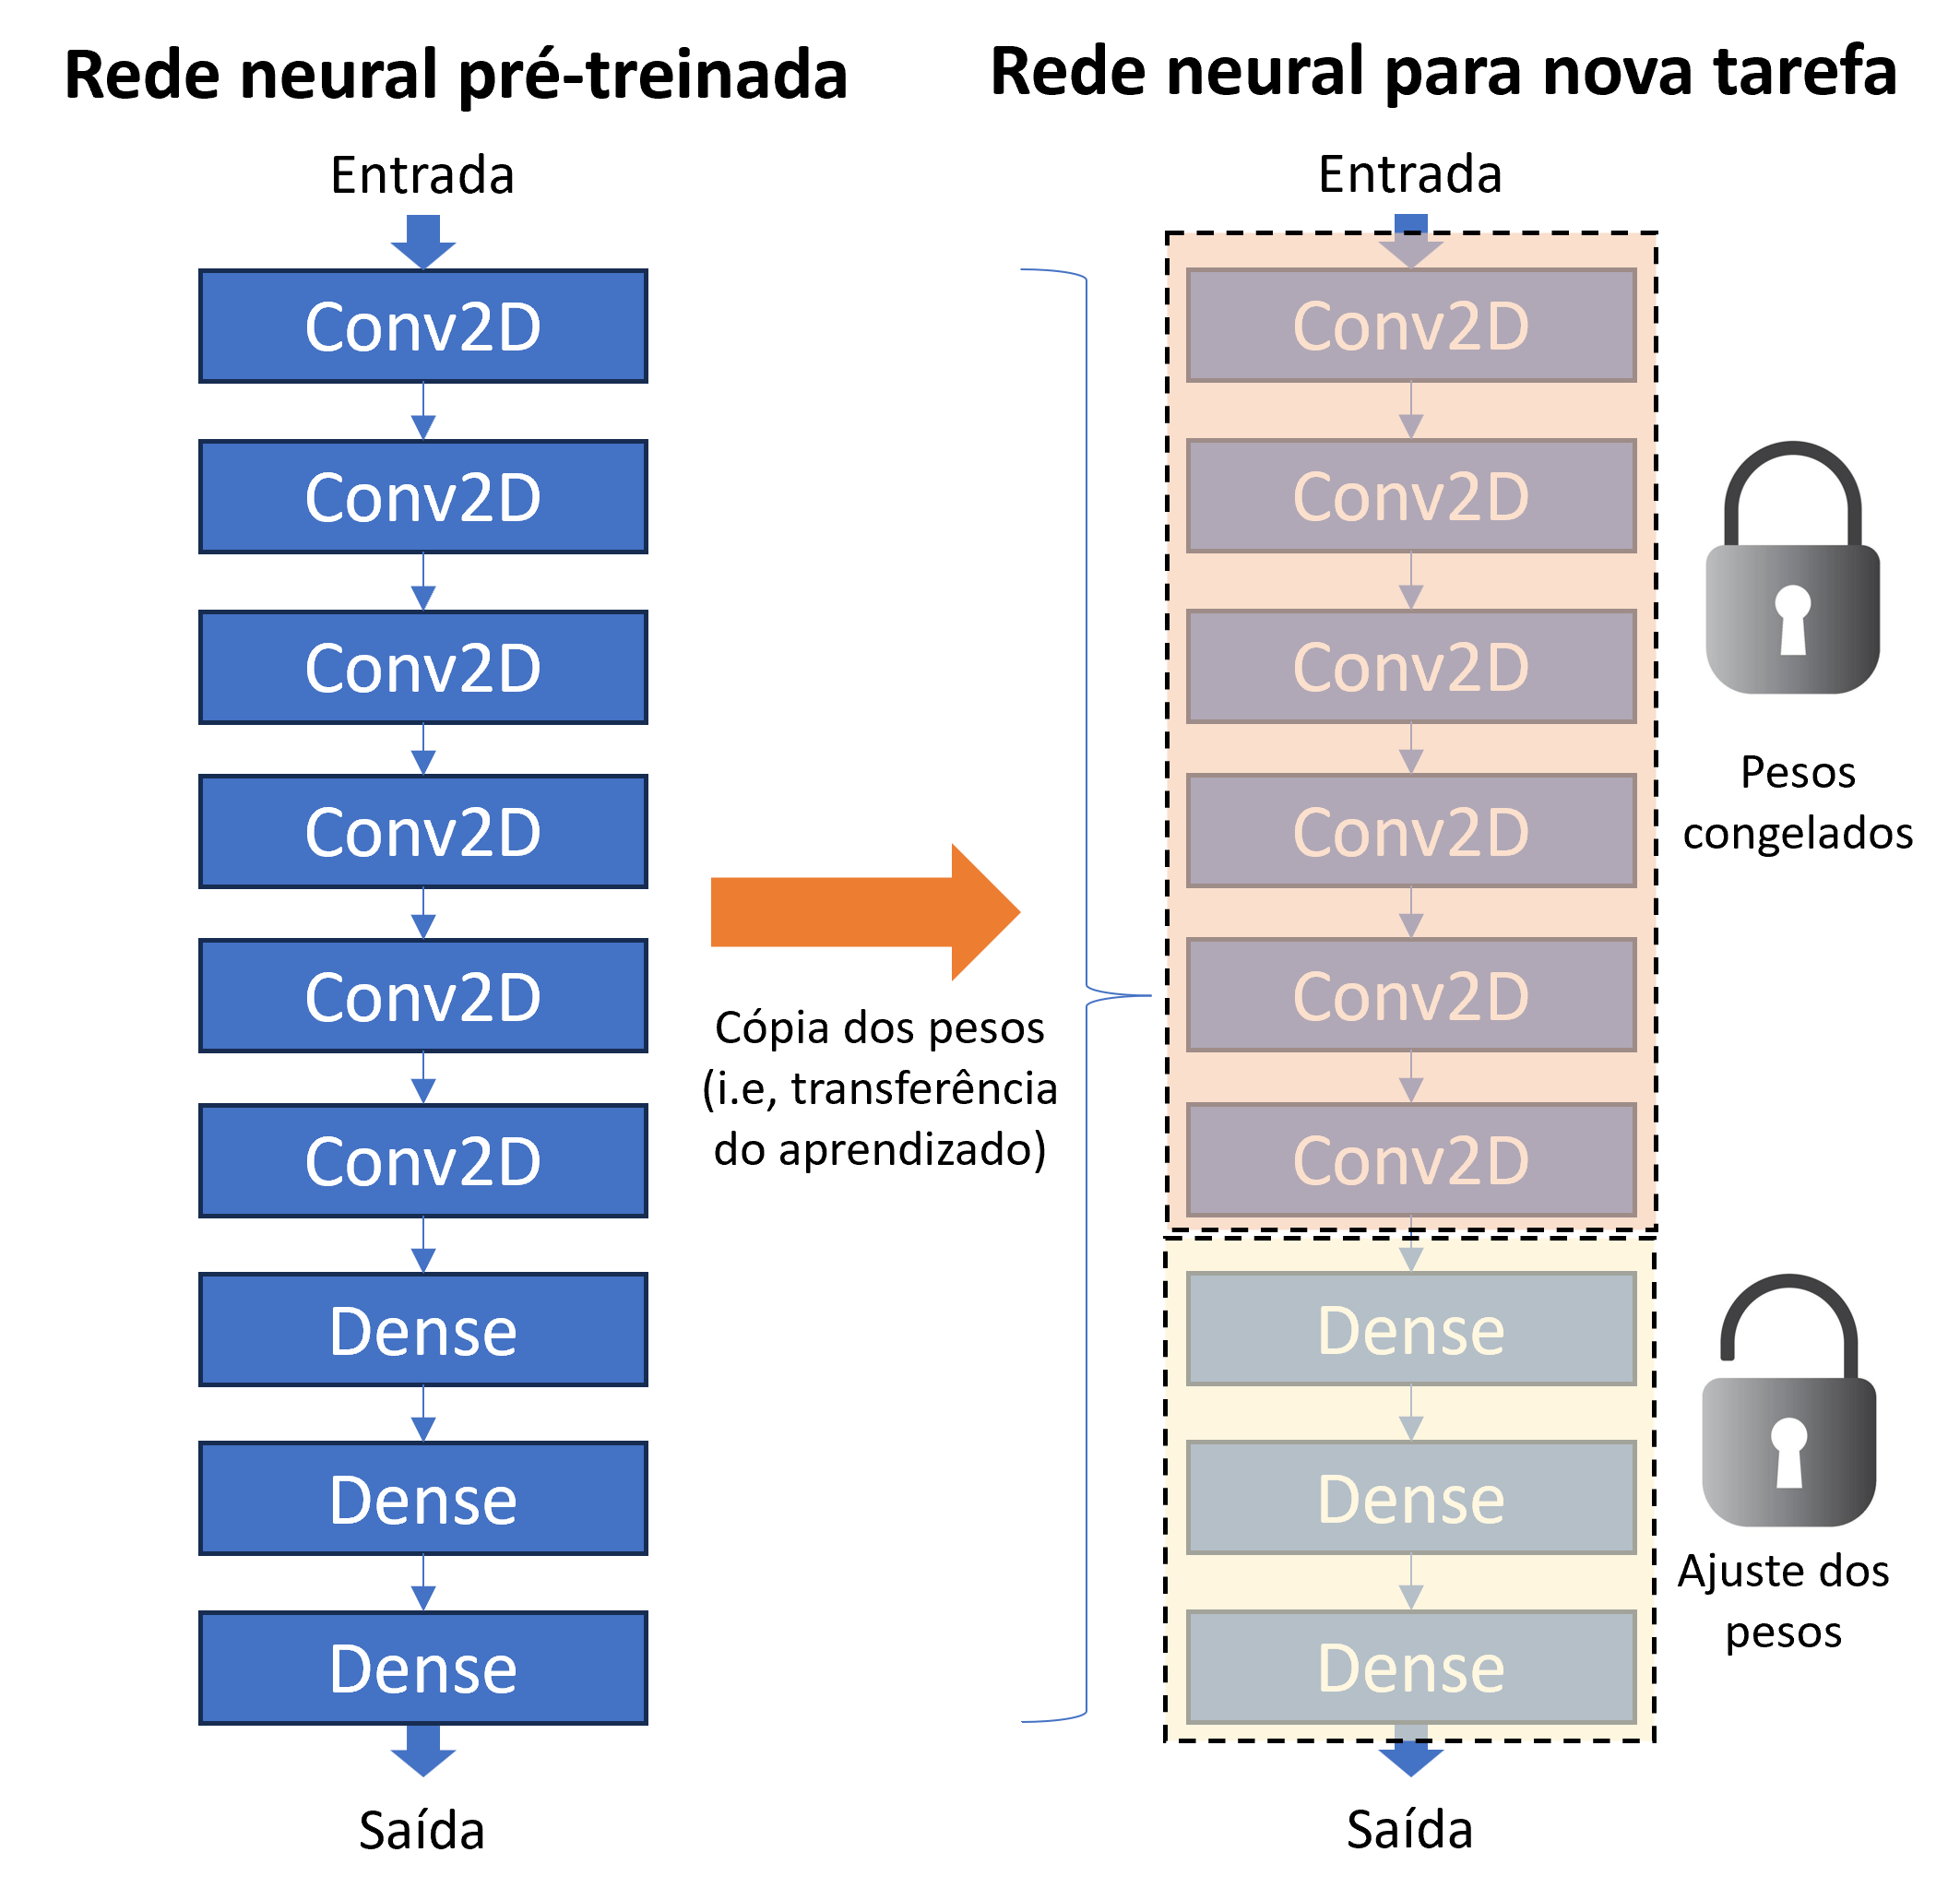 Rede neural pré-treinada
Entrada
Conv2D
Conv2D
Conv2D
Conv2D
Conv2D
Conv2D
Dense
Dense
Dense
Saída
Cópia dos pesos
(i.e, transferência
do aprendizado)
Rede neural para nova tarefa
Entrada
Conv2D
Conv2D
Conv2D
Conv2D
Conv2D
Conv2D
Dense
Dense
Dense
Saída
Pesos
congelados
Ajuste dos
pesos